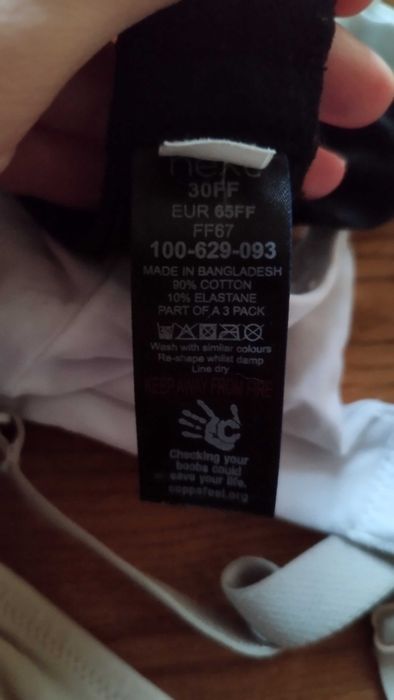 next
30FF
EUR 65FF
FF67
100-629-093
MADE IN BANGLADESH
90% COTTON
10% ELASTANE
PART OF A 3 PACK
Wash with similar colours
Re-shape whilst damp
Line dry
KEEP AWAY FROM FIRE
Checking your
boobs could
save your life.
coppafeel.org